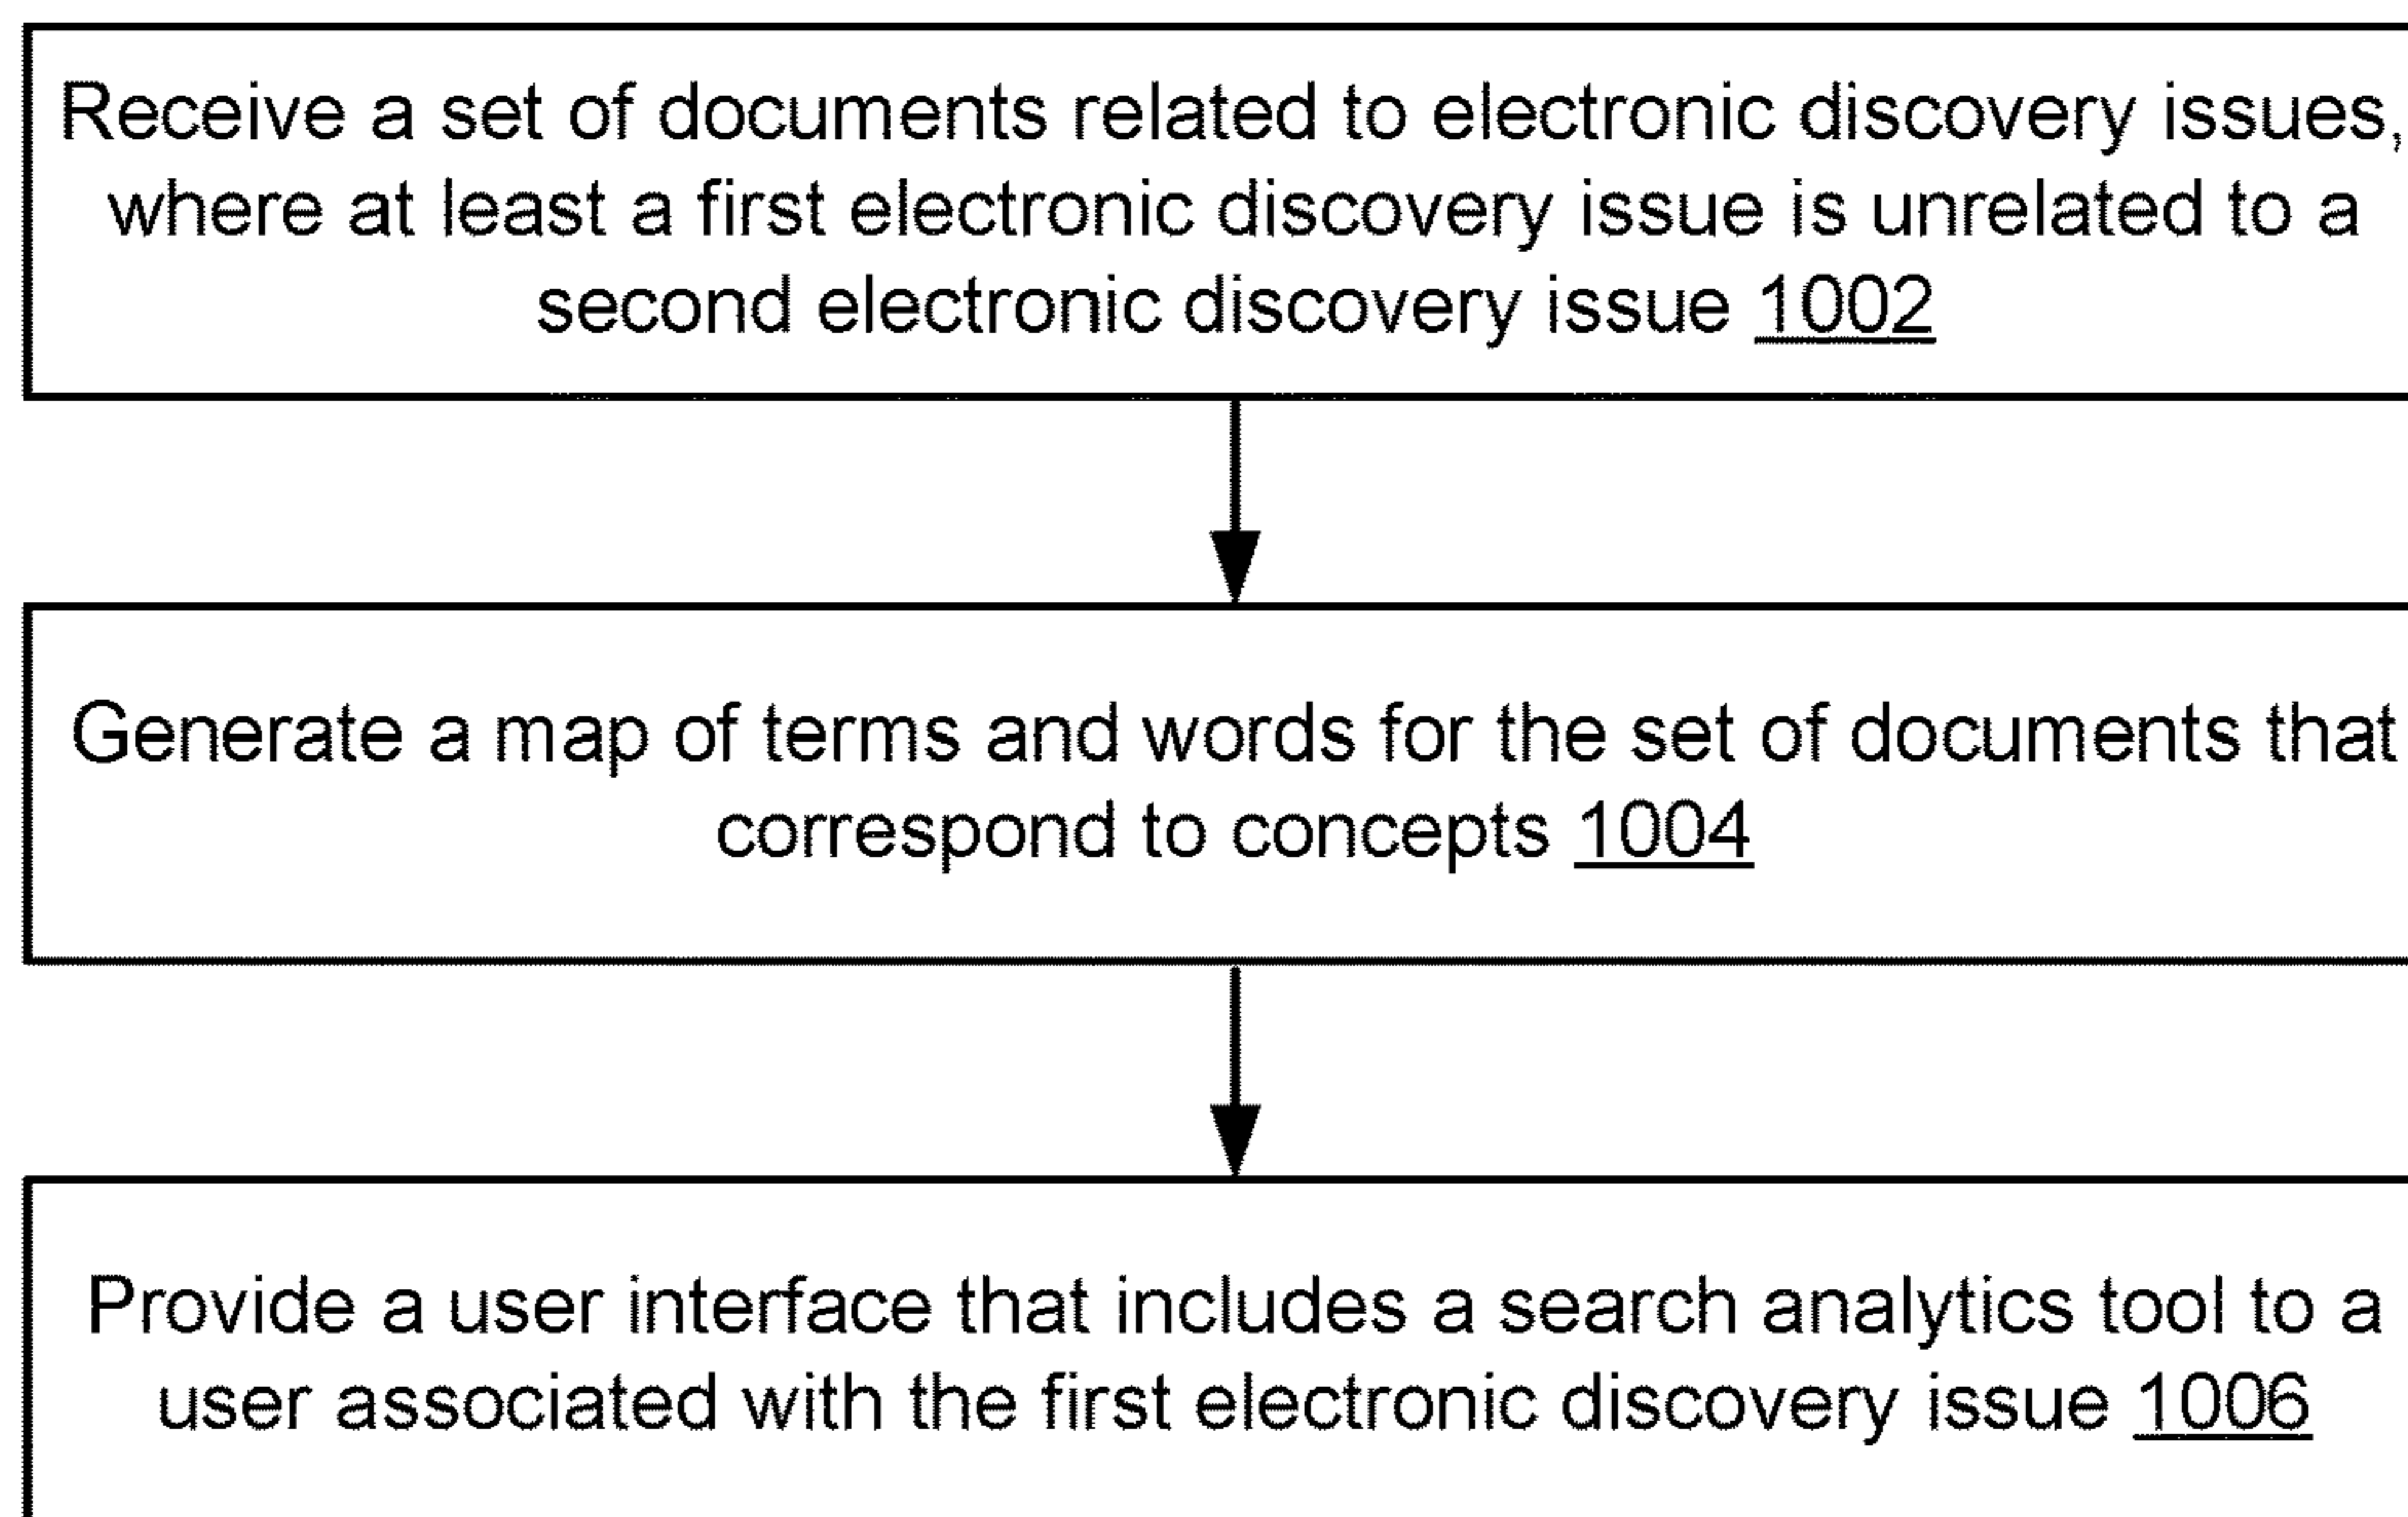 Receive a set of documents related to electronic discovery issues,
where at least a first electronic discovery issue is unrelated to a
second electronic discovery issue 1002
Generate a map of terms and words for the set of documents that
correspond to concepts 1004
Provide a user interface that includes a search analytics tool to a
user associated with the first electronic discovery issue 1006